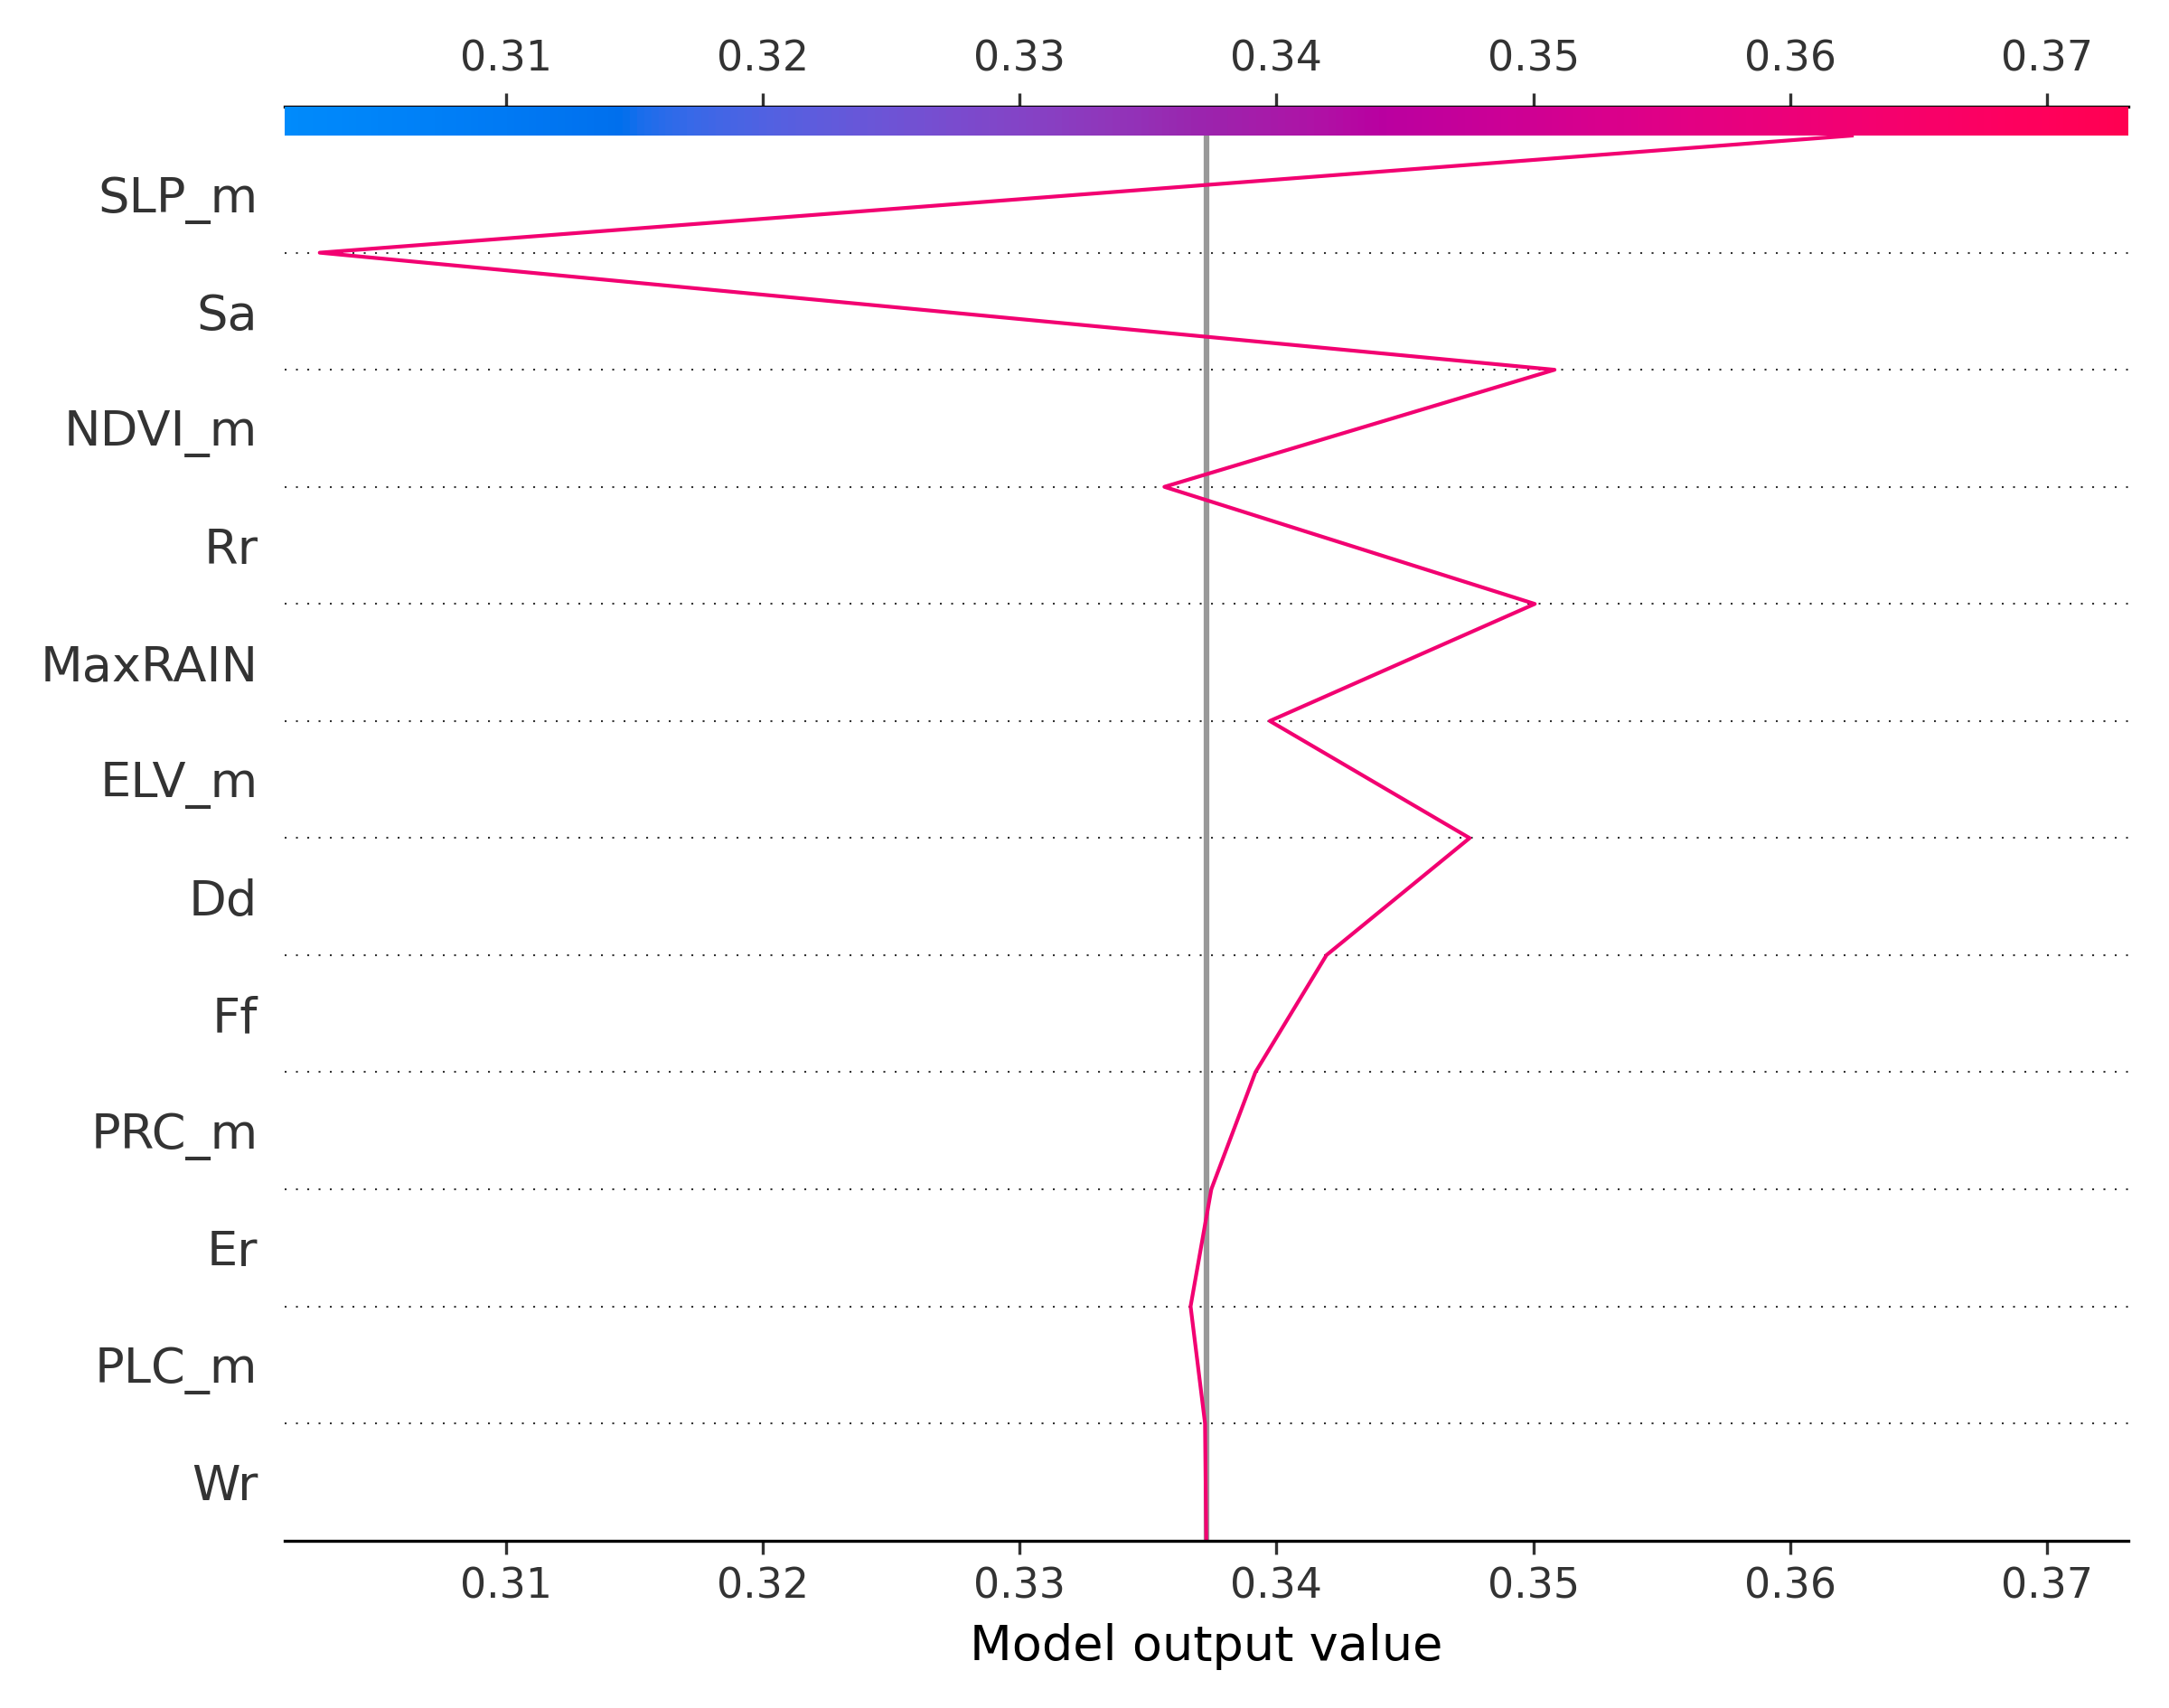 0.31 0.32 0.33 0.34 0.35 0.36 0.37
SLP_m
Sa
NDVI_m
Rr
MaxRAIN
ELV_m
Dd
Ff
PRC_m
Er
PLC_m
Wr
0.31 0.32 0.33 0.34 0.35 0.36 0.37
Model output value